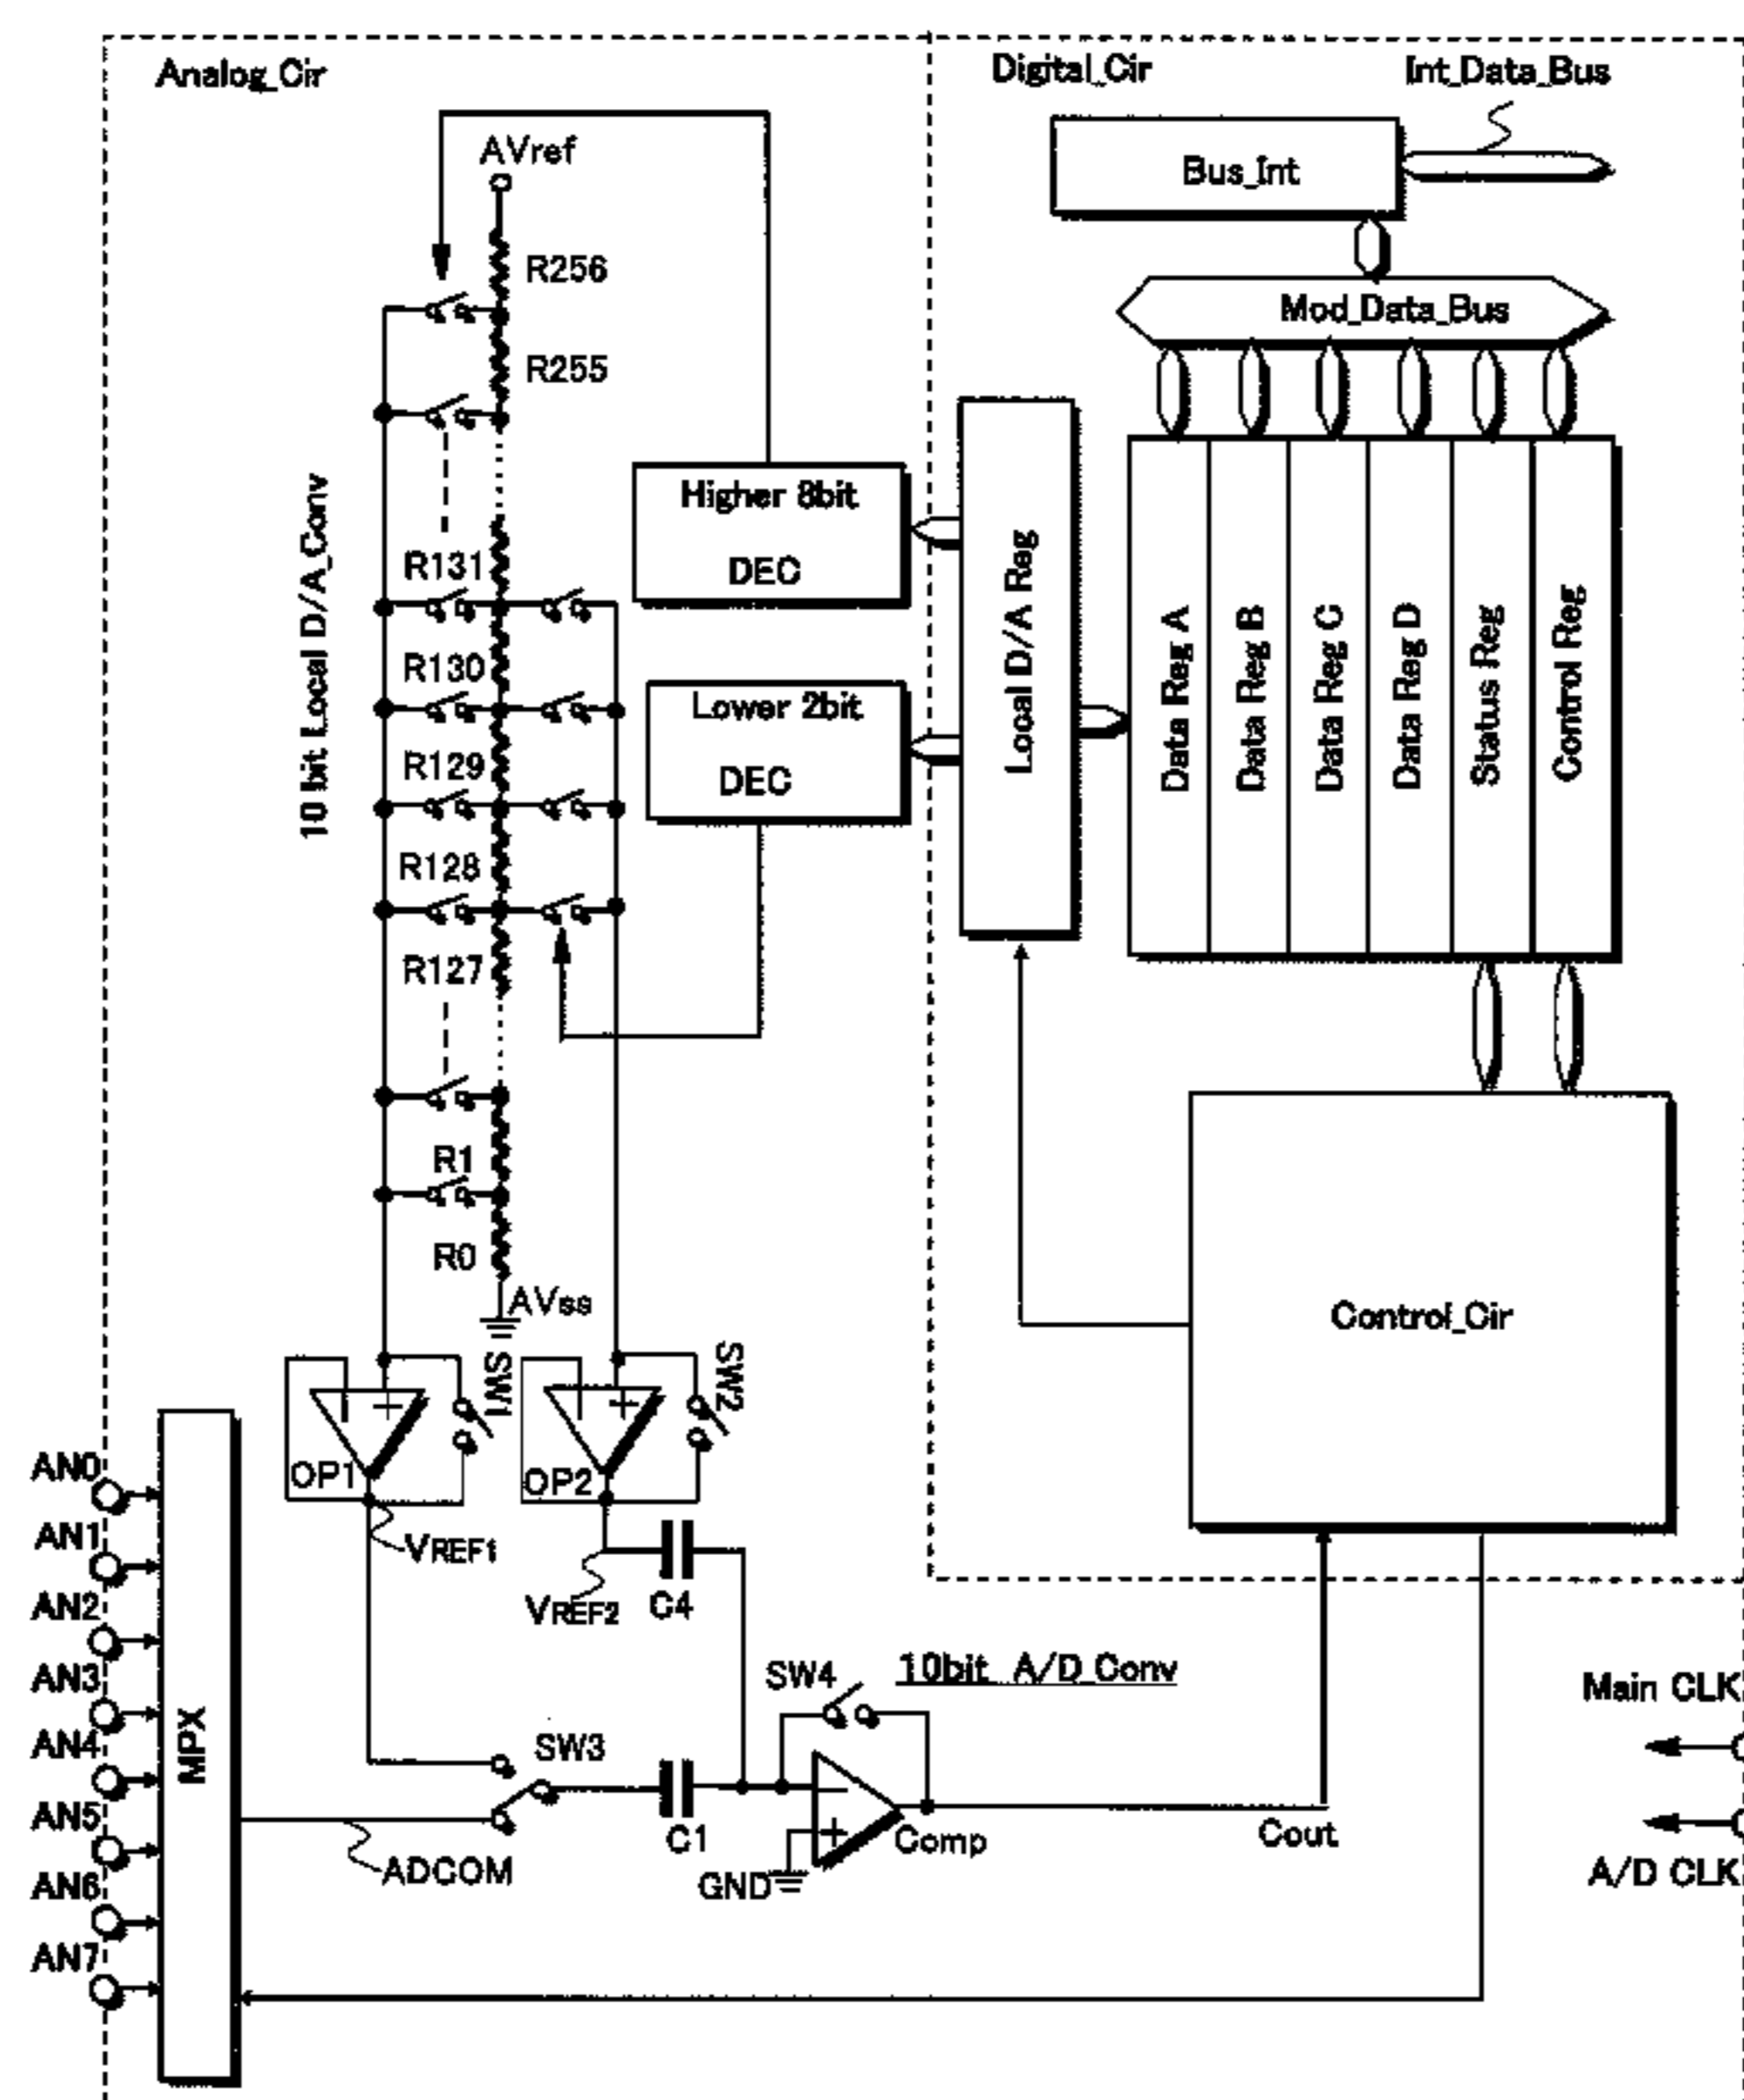 Analog_Cir
Digital_Cir
Int_Data_Bus
AVref
Bus_Int
R256
Mod_Data_Bus
R255
10 bit Local D/A_Conv
Higher 8bit
DEC
Local D/A Reg
Data Reg A
Data Reg B
Data Reg C
Data Reg D
Status Reg
Control Reg
R131
R130
Lower 2bit
DEC
R129
R128
R127
R1
R0
AVss
Control_Cir
SW1
SW2
OP1
OP2
VREF1
VREF2
C4
AN0
AN1
AN2
AN3
AN4
AN5
AN6
AN7
MPX
SW4
10bit A/D_Conv
Main CLK
SW3
C1
Comp
Cout
ADCOM
GND
A/D CLK